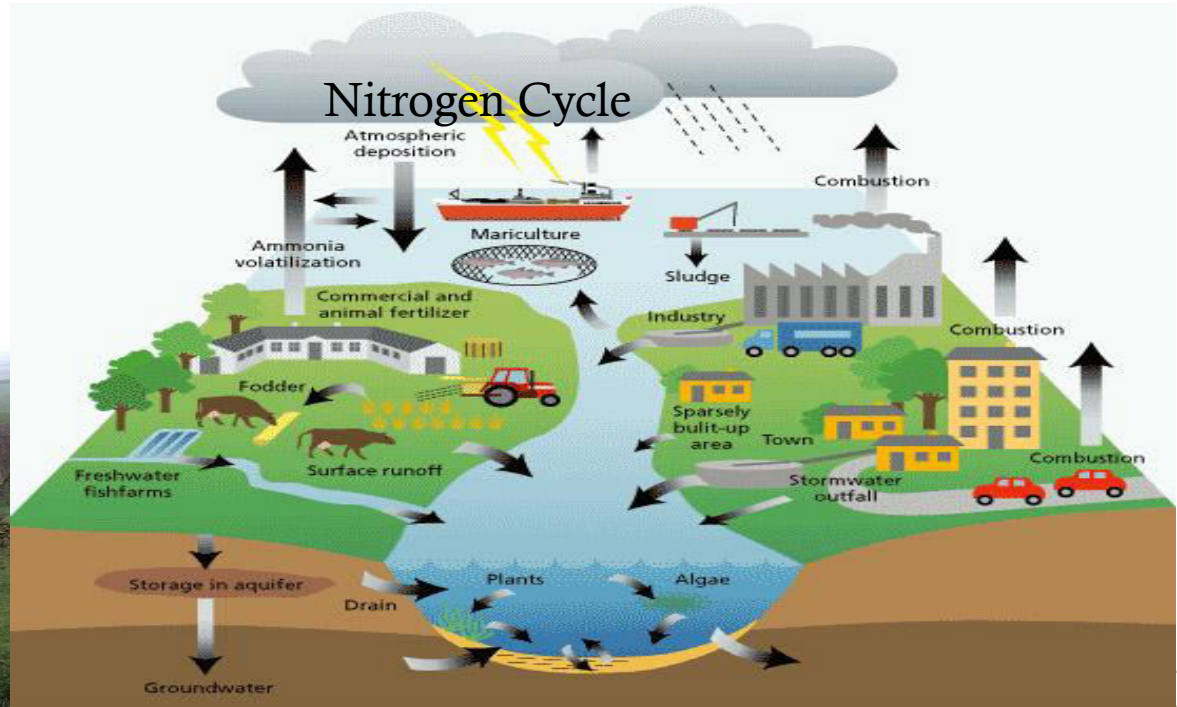 Nitrogen Cycle
Atmospheric
deposition
Combustion
Mariculture
Ammonia
volatilization
Sludge
Commercial and
animal fertilizer
Industry
Combustion
Fodder
Sparsely
bulit-up
area
Town
Combustion
Surface runoff
Freshwater
fishfarms
Stormwater
outfall
Storage in aquifer
Plants
Algae
Drain
Groundwater